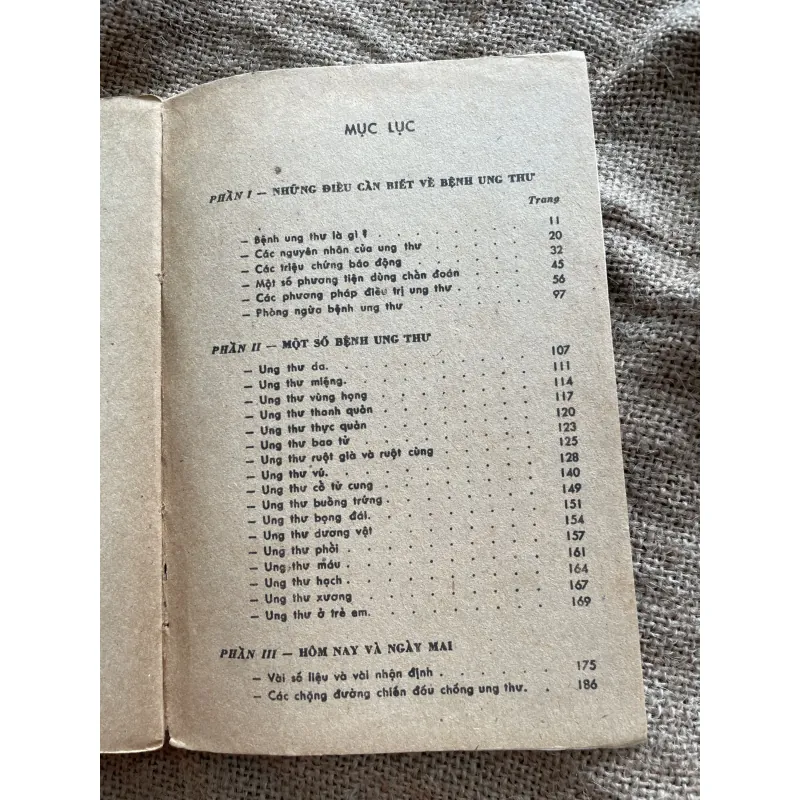 MỤC LỤC
PHẦN I — NHỮNG ĐIỀU CẦN BIẾT VỀ BỆNH UNG THƯ
Trang
— Bệnh ung thư là gì ? 11
— Các nguyên nhân của ung thư 20
— Các triệu chứng báo động 32
— Một số phương tiện dùng chẩn đoán 45
— Các phương pháp điều trị ung thư . 56
— Phòng ngừa bệnh ung thư 97
PHẦN II — MỘT SỐ BỆNH UNG THƯ
— Ung thư da. 107
— Ung thư miệng. 111
— Ung thư vùng họng 114
— Ung thư thanh quản 117
— Ung thư thực quản 120
— Ung thư bao tử 123
— Ung thư ruột già và ruột cùng 125
— Ung thư vú. 128
— Ung thư cổ tử cung 140
— Ung thư buồng trứng . 149
— Ung thư bọng đái. 151
— Ung thư dương vật 154
— Ung thư phổi 157
— Ung thư máu 161
— Ung thư hạch . 164
— Ung thư xương 167
— Ung thư ở trẻ em. 169
PHẦN III — HÔM NAY VÀ NGÀY MAI
— Vài số liệu và vài nhận định 175
— Các chặng đường chiến đấu chống ung thư. . 186